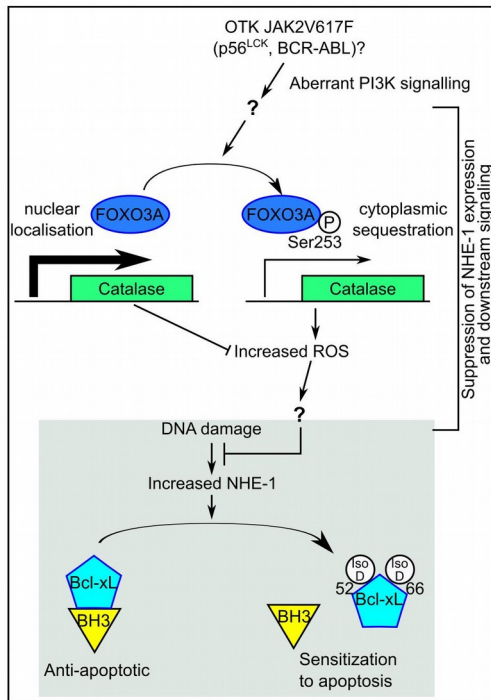 OTK JAK2V617F
(p56LCK, BCR-ABL)?
Aberrant PI3K signalling
?
nuclear
localisation
FOXO3A
FOXO3A
P
Ser253
cytoplasmic
sequestration
Catalase
Catalase
Increased ROS
?
Suppression of NHE-1 expression
and downstream signaling
DNA damage
Increased NHE-1
Bcl-xL
BH3
Anti-apoptotic
BH3
Iso
D
Iso
D
52
66
Bcl-xL
Sensitization
to apoptosis